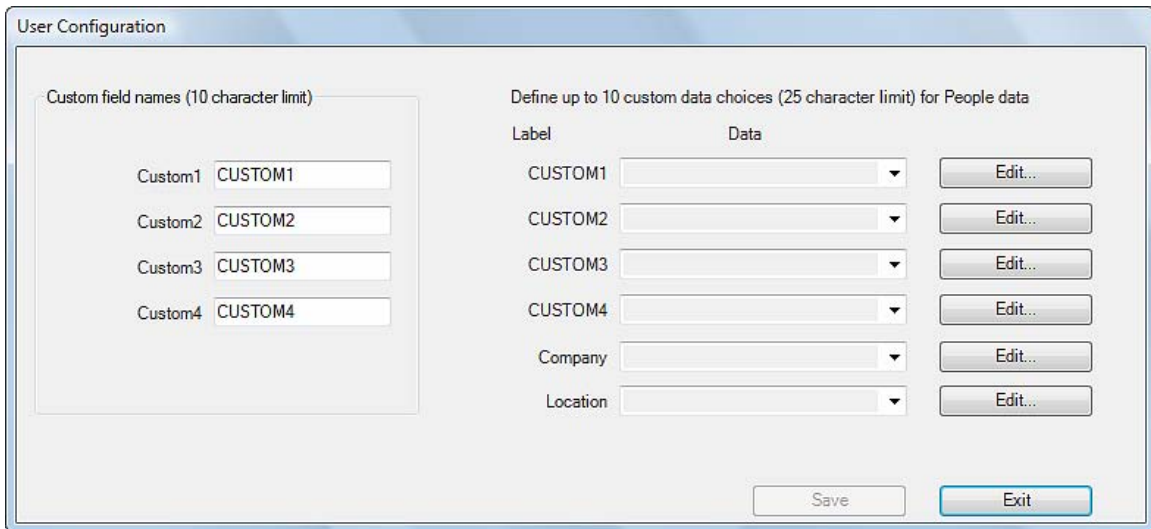 User Configuration
Custom field names (10 character limit)
Custom1 CUSTOM1
Custom2 CUSTOM2
Custom3 CUSTOM3
Custom4 CUSTOM4
Define up to 10 custom data choices (25 character limit) for People data
Label Data
CUSTOM1 Edit...
CUSTOM2 Edit...
CUSTOM3 Edit...
CUSTOM4 Edit...
Company Edit...
Location Edit...
Save Exit